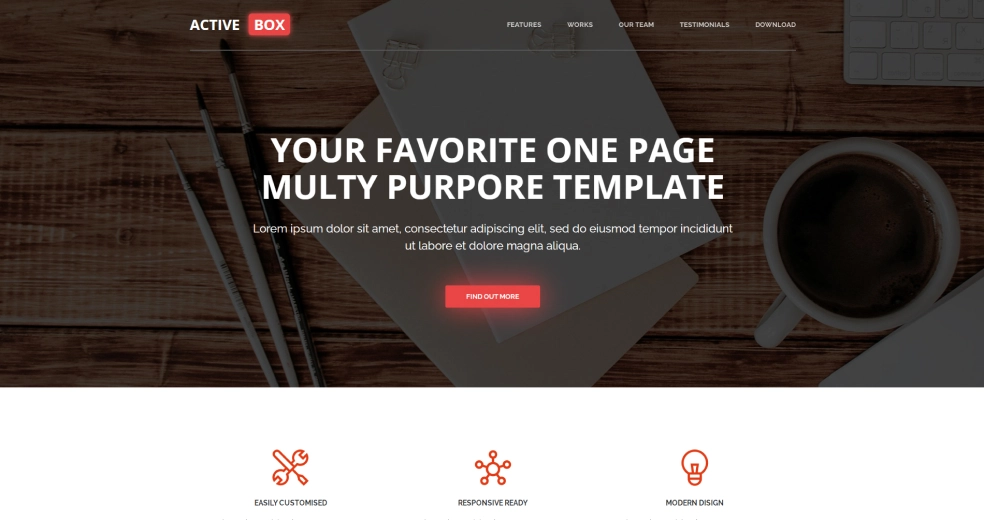 ACTIVE BOX
FEATURES WORKS OUR TEAM TESTIMONIALS DOWNLOAD
YOUR FAVORITE ONE PAGE
MULTY PURPORE TEMPLATE
Lorem ipsum dolor sit amet, consectetur adipiscing elit, sed do eiusmod tempor incididunt
ut labore et dolore magna aliqua.
FIND OUT MORE
EASILY CUSTOMISED
RESPONSIVE READY
MODERN DISIGN